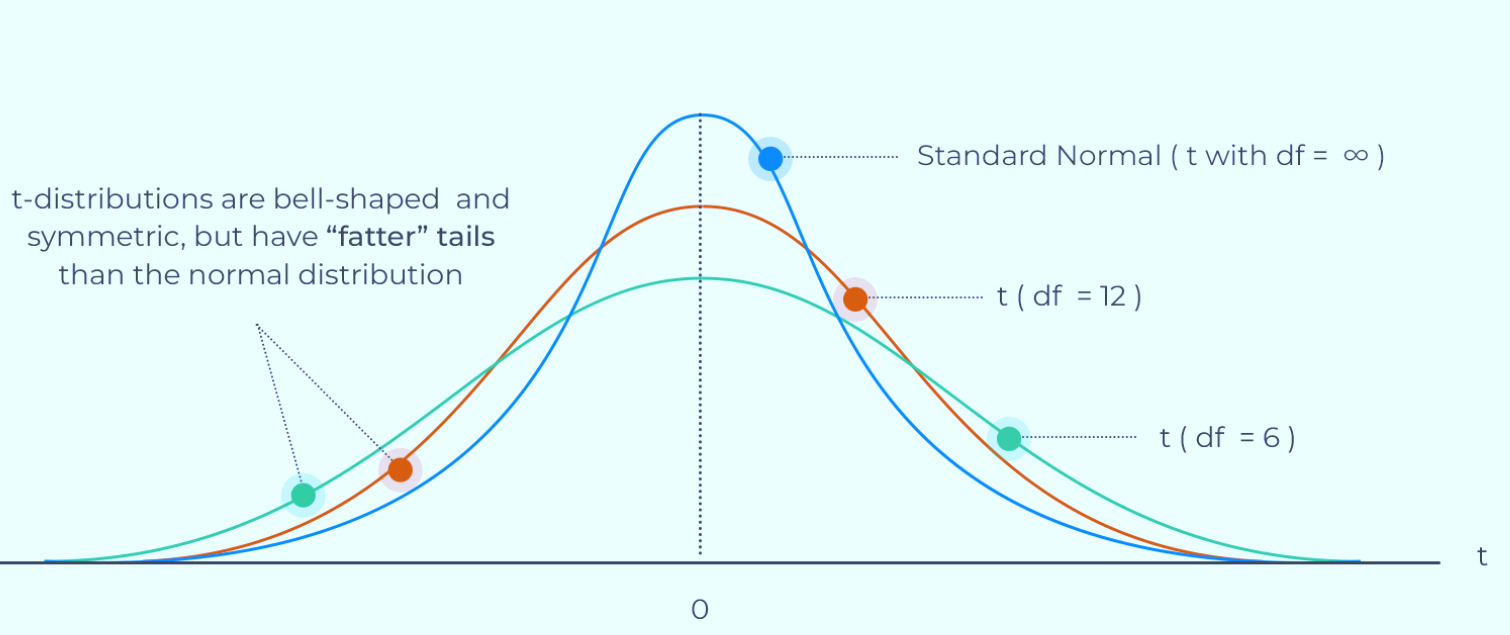 Standard Normal ( t with df = ∞ )
t-distributions are bell-shaped and
symmetric, but have “fatter” tails
than the normal distribution
t ( df = 12 )
t ( df = 6 )
t
0